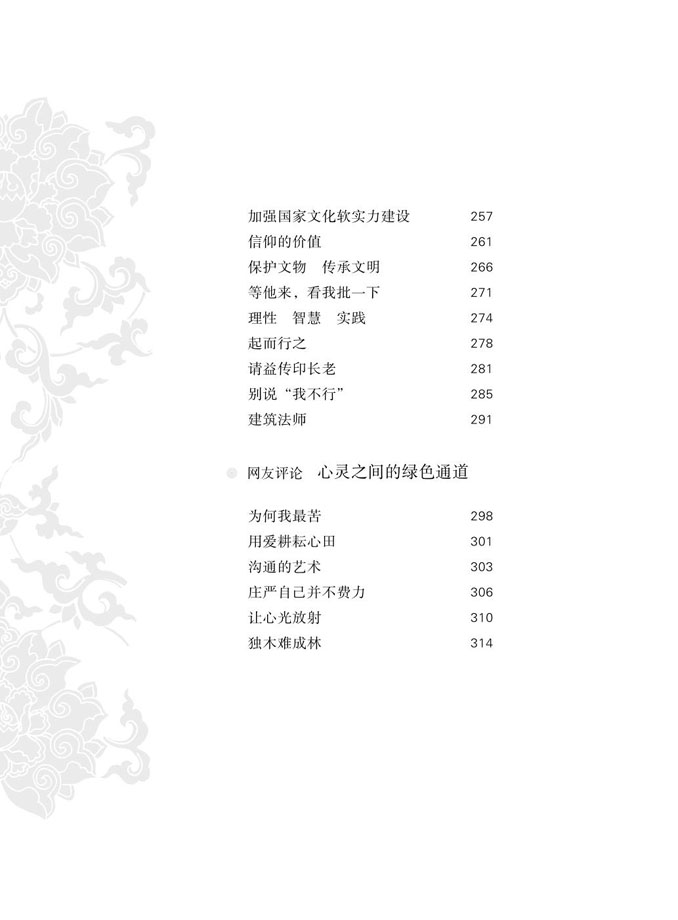 加强国家文化软实力建设 257
信仰的价值 261
保护文物　传承文明 266
等他来，看我批一下 271
理性　智慧　实践 274
起而行之 278
请益传印长老 281
别说“我不行” 285
建筑法师 291
网友评论　心灵之间的绿色通道
为何我最苦 298
用爱耕耘心田 301
沟通的艺术 303
庄严自己并不费力 306
让心光放射 310
独木难成林 314